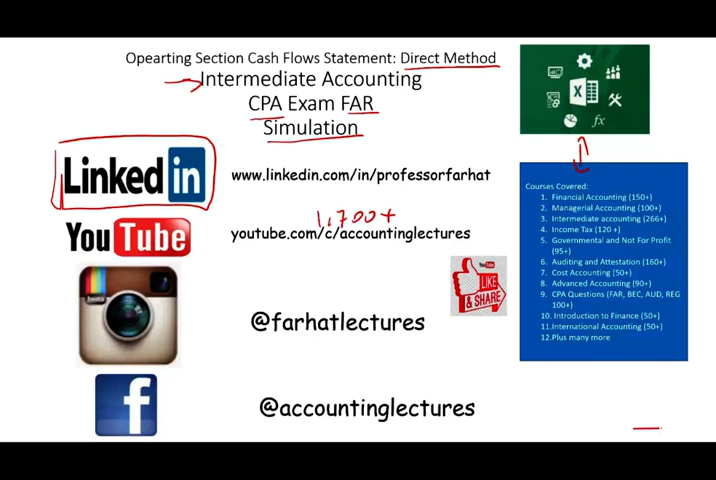 Opearting Section Cash Flows Statement: Direct Method
Intermediate Accounting
CPA Exam FAR
Simulation
Linked in
www.linkedin.com/in/professorfarhat
1,700+
YouTube
youtube.com/c/accountinglectures
YouTube
LIKE
& SHARE
@farhatlectures
f
@accountinglectures
X
fx
Courses Covered:
1. Financial Accounting (150+)
2. Managerial Accounting (100+)
3. Intermediate accounting (266+)
4. Income Tax (120 +)
5. Governmental and Not For Profit
(95+)
6. Auditing and Attestation (160+)
7. Cost Accounting (50+)
8. Advanced Accounting (90+)
9. CPA Questions (FAR, BEC, AUD, REG
100+)
10. Introduction to Finance (50+)
11.International Accounting (50+)
12.Plus many more